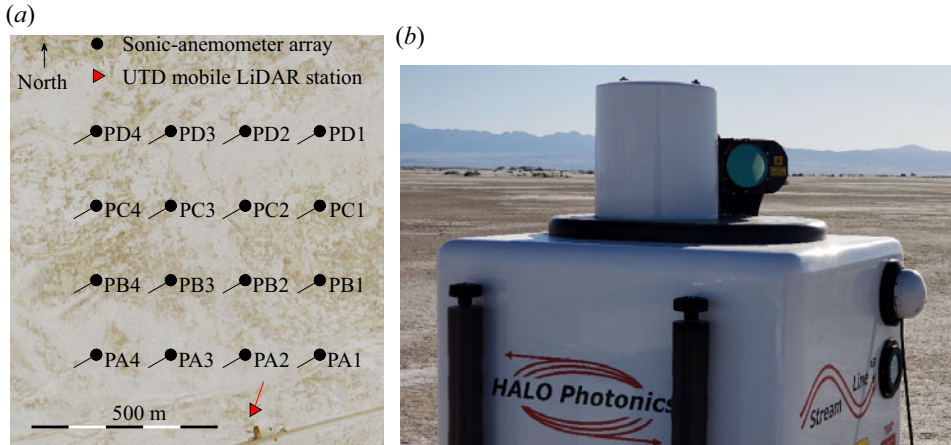 (a)
North
Sonic-anemometer array
UTD mobile LiDAR station
PD4 PD3 PD2 PD1
PC4 PC3 PC2 PC1
PB4 PB3 PB2 PB1
PA4 PA3 PA2 PA1
500 m
(b)
HALO Photonics
Stream Line